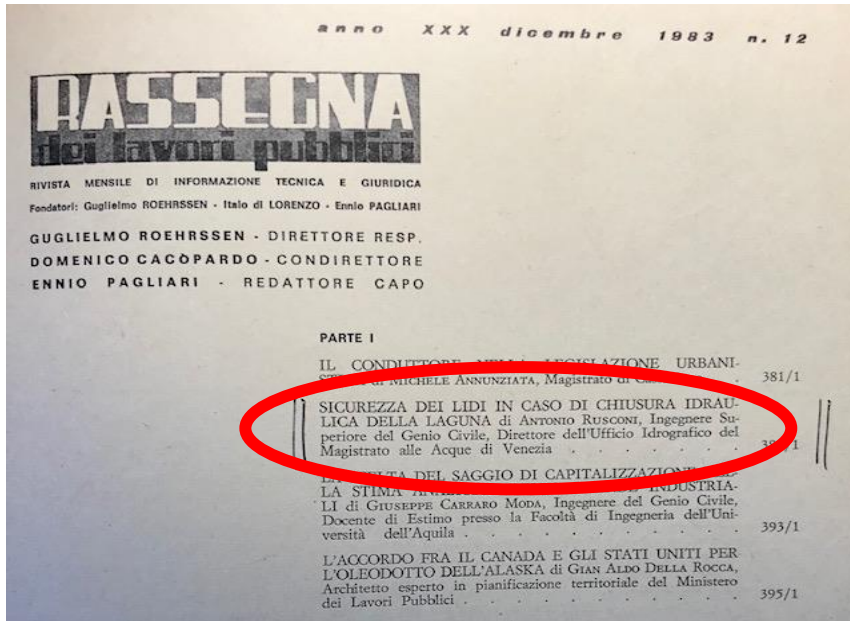 anno XXX dicembre 1983 n. 12
RASSEGNA
dei lavori pubblici
RIVISTA MENSILE DI INFORMAZIONE TECNICA E GIURIDICA
Fondatori: Guglielmo ROEHRSSEN - Italo di LORENZO - Ennio PAGLIARI
GUGLIELMO ROEHRSSEN - DIRETTORE RESP.
DOMENICO CACÒPARDO - CONDIRETTORE
ENNIO PAGLIARI - REDATTORE CAPO
PARTE I
IL CONDUTTORE NELLA LEGISLAZIONE URBANI-
di MICHELE ANNUNZIATA, Magistrato di . 381/1
SICUREZZA DEI LIDI IN CASO DI CHIUSURA IDRAU-
LICA DELLA LAGUNA di ANTONIO RUSCONI, Ingegnere Su-
periore del Genio Civile, Direttore dell'Ufficio Idrografico del
Magistrato alle Acque di Venezia . . . . . . .
DEL SAGGIO DI CAPITALIZZAZIONE
LA STIMA INDUSTRIA-
LI di GIUSEPPE CARRARO MODA, Ingegnere del Genio Civile,
Docente di Estimo presso la Facoltà di Ingegneria dell'Uni-
versità dell'Aquila . . . . . . . . . . 393/1
L'ACCORDO FRA IL CANADA E GLI STATI UNITI PER
L'OLEODOTTO DELL'ALASKA di GIAN ALDO DELLA ROCCA,
Architetto esperto in pianificazione territoriale del Ministero
dei Lavori Pubblici . . . . . . . . . . 395/1